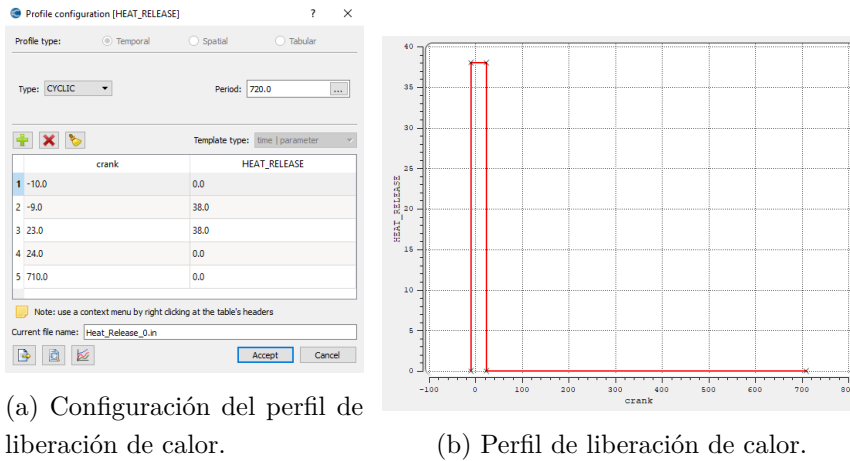 Profile configuration [HEAT_RELEASE] ? ×
Profile type: Temporal Spatial Tabular
Type: CYCLIC Period: 720.0 ...
Template type: time | parameter
crank HEAT_RELEASE
1 -10.0 0.0
2 -9.0 38.0
3 23.0 38.0
4 24.0 0.0
5 710.0 0.0
Note: use a context menu by right clicking at the table's headers
Current file name: Heat_Release_0.in
Accept Cancel
(a) Configuración del perfil de
liberación de calor.
40
35
30
25
20
15
10
5
0
HEAT_RELEASE
-100 0 100 200 300 400 500 600 700 80
crank
(b) Perfil de liberación de calor.